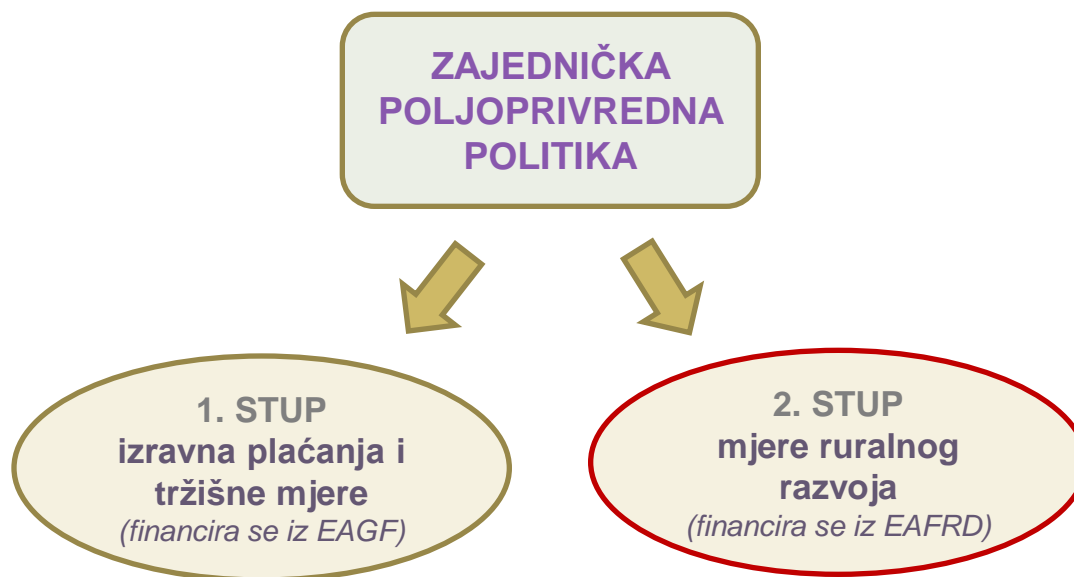 ZAJEDNIČKA
POLJOPRIVREDNA
POLITIKA
1. STUP
izravna plaćanja i
tržišne mjere
(financira se iz EAGF)
2. STUP
mjere ruralnog
razvoja
(financira se iz EAFRD)